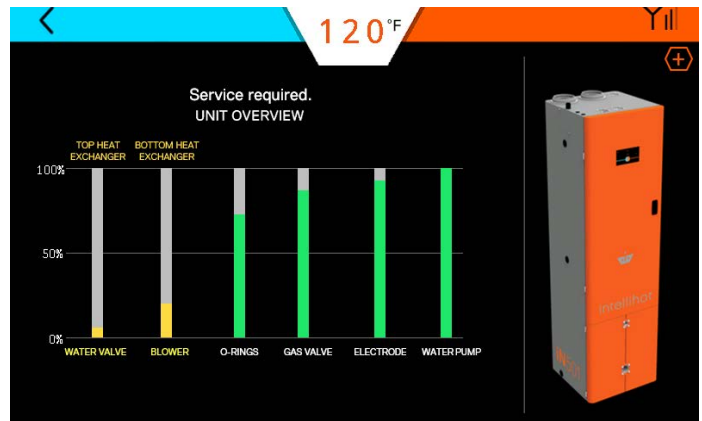 120°F
Service required.
UNIT OVERVIEW
TOP HEAT EXCHANGER
BOTTOM HEAT EXCHANGER
100%
50%
0%
WATER VALVE
BLOWER
O-RINGS
GAS VALVE
ELECTRODE
WATER PUMP
intellihot